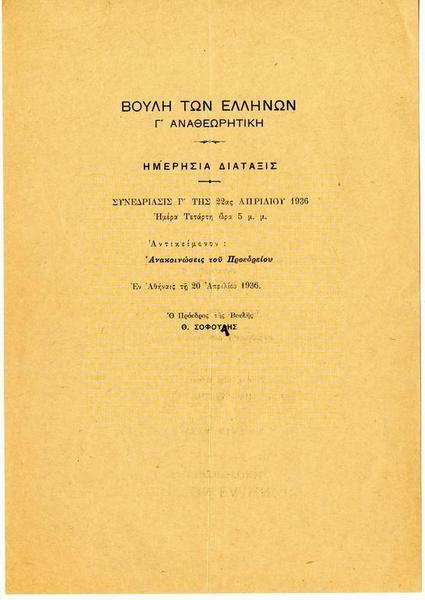 ΒΟΥΛΗ ΤΩΝ ΕΛΛΗΝΩΝ
Γ΄ ΑΝΑΘΕΩΡΗΤΙΚΗ
ΗΜΕΡΗΣΙΑ ΔΙΑΤΑΞΙΣ
ΣΥΝΕΔΡΙΑΣΙΣ Γ΄ ΤΗΣ 22ας ΑΠΡΙΛΙΟΥ 1936
Ἡμέρα Τετάρτη ὥρα 5 μ. μ.
Ἀντικείμενον :
Ἀνακοινώσεις τοῦ Προεδρείου
Ἐν Ἀθήναις τῇ 20 Ἀπριλίου 1936.
Ὁ Πρόεδρος τῆς Βουλῆς
Θ. ΣΟΦΟΥΛΗΣ